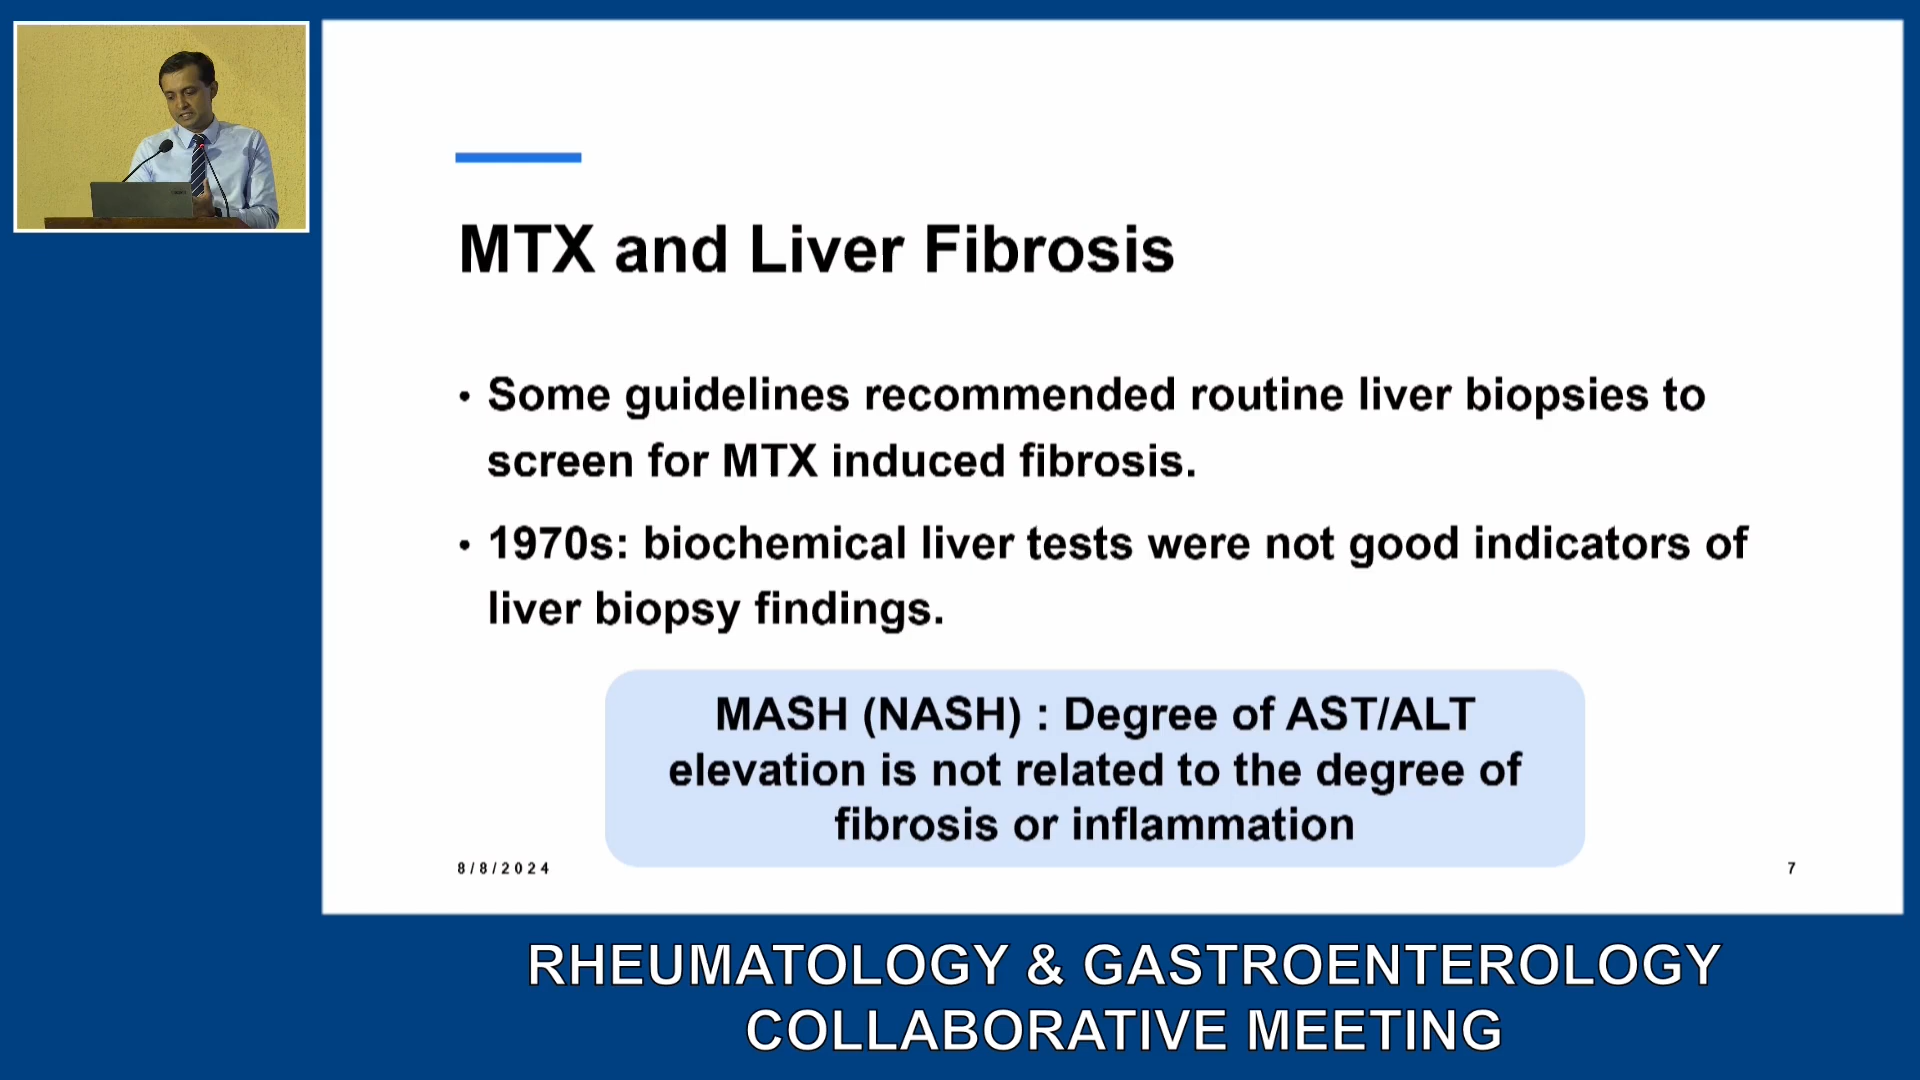 MTX and Liver Fibrosis
• Some guidelines recommended routine liver biopsies to
screen for MTX induced fibrosis.
• 1970s: biochemical liver tests were not good indicators of
liver biopsy findings.
MASH (NASH) : Degree of AST/ALT
elevation is not related to the degree of
fibrosis or inflammation
8/8/2024
7
RHEUMATOLOGY & GASTROENTEROLOGY
COLLABORATIVE MEETING